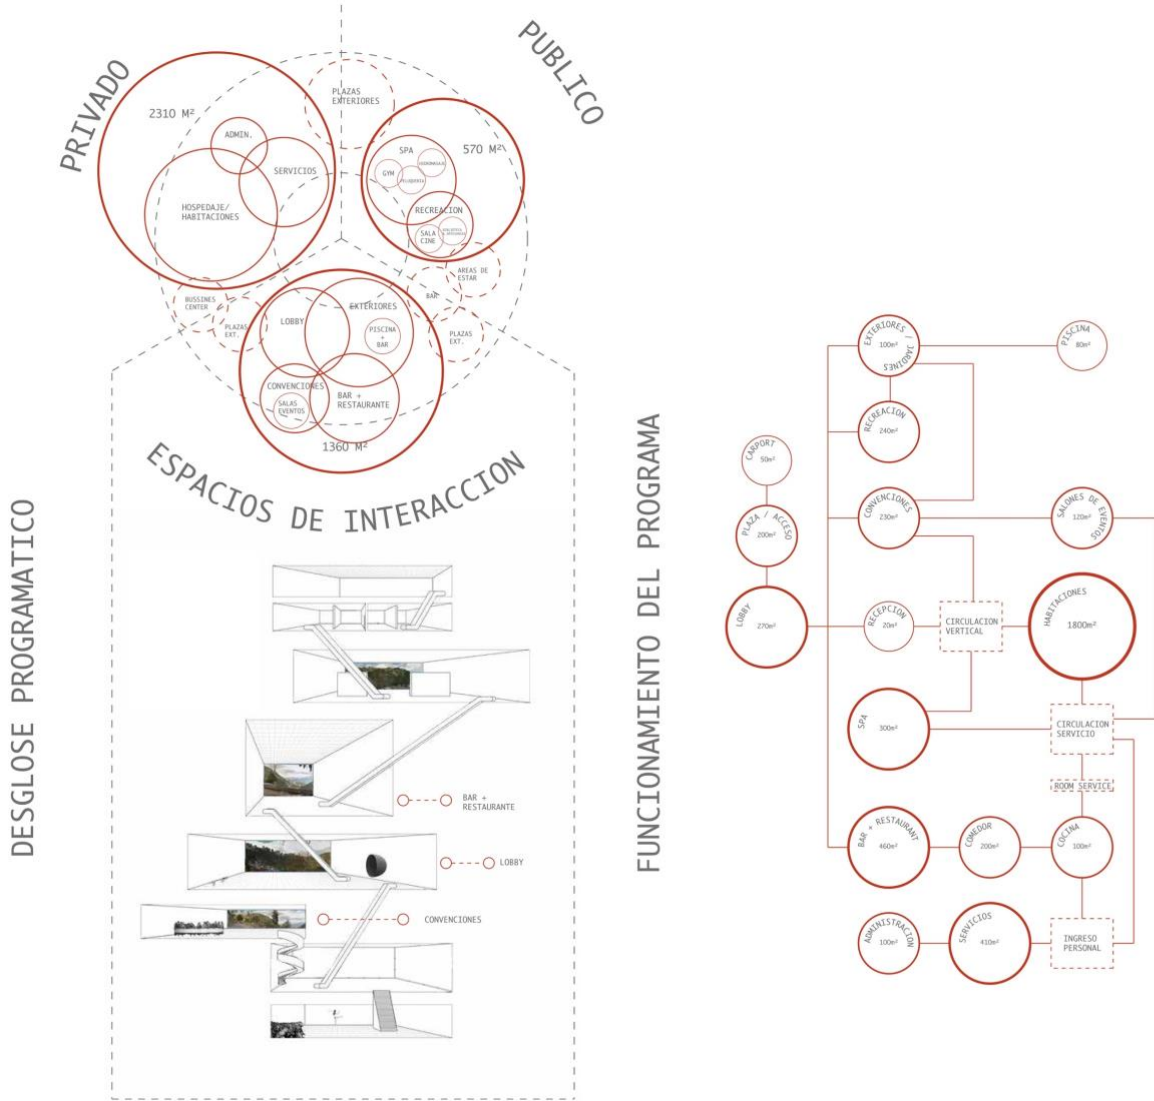 PRIVADO
PUBLICO
PLAZAS
EXTERIORES
2310 M²
ADMIN.
SERVICIOS
HOSPEDAJE/
HABITACIONES
570 M²
SPA
GYM
RECREACION
SALA
CINE
AREAS DE
ESTAR
BAR
PLAZAS
EXT.
BUSSINES
CENTER
PLAZAS
EXT.
LOBBY
EXTERIORES
PISCINA
+
BAR
CONVENCIONES
SALAS
EVENTOS
BAR +
RESTAURANTE
1360 M²
ESPACIOS DE INTERACCION
DESGLOSE PROGRAMATICO
BAR +
RESTAURANTE
LOBBY
CONVENCIONES
FUNCIONAMIENTO DEL PROGRAMA
EXTERIORES / JARDINES
100m²
PISCINA
80m²
RECREACION
240m²
CARPORT
50m²
CONVENCIONES
230m²
SALONES DE EVENTOS
120m²
PLAZA / ACCESO
200m²
LOBBY
270m²
RECEPCION
20m²
CIRCULACION
VERTICAL
HABITACIONES
1800m²
SPA
300m²
CIRCULACION
SERVICIO
ROOM SERVICE
BAR + RESTAURANT
460m²
COMEDOR
200m²
COCINA
100m²
ADMINISTRACION
100m²
SERVICIOS
410m²
INGRESO
PERSONAL